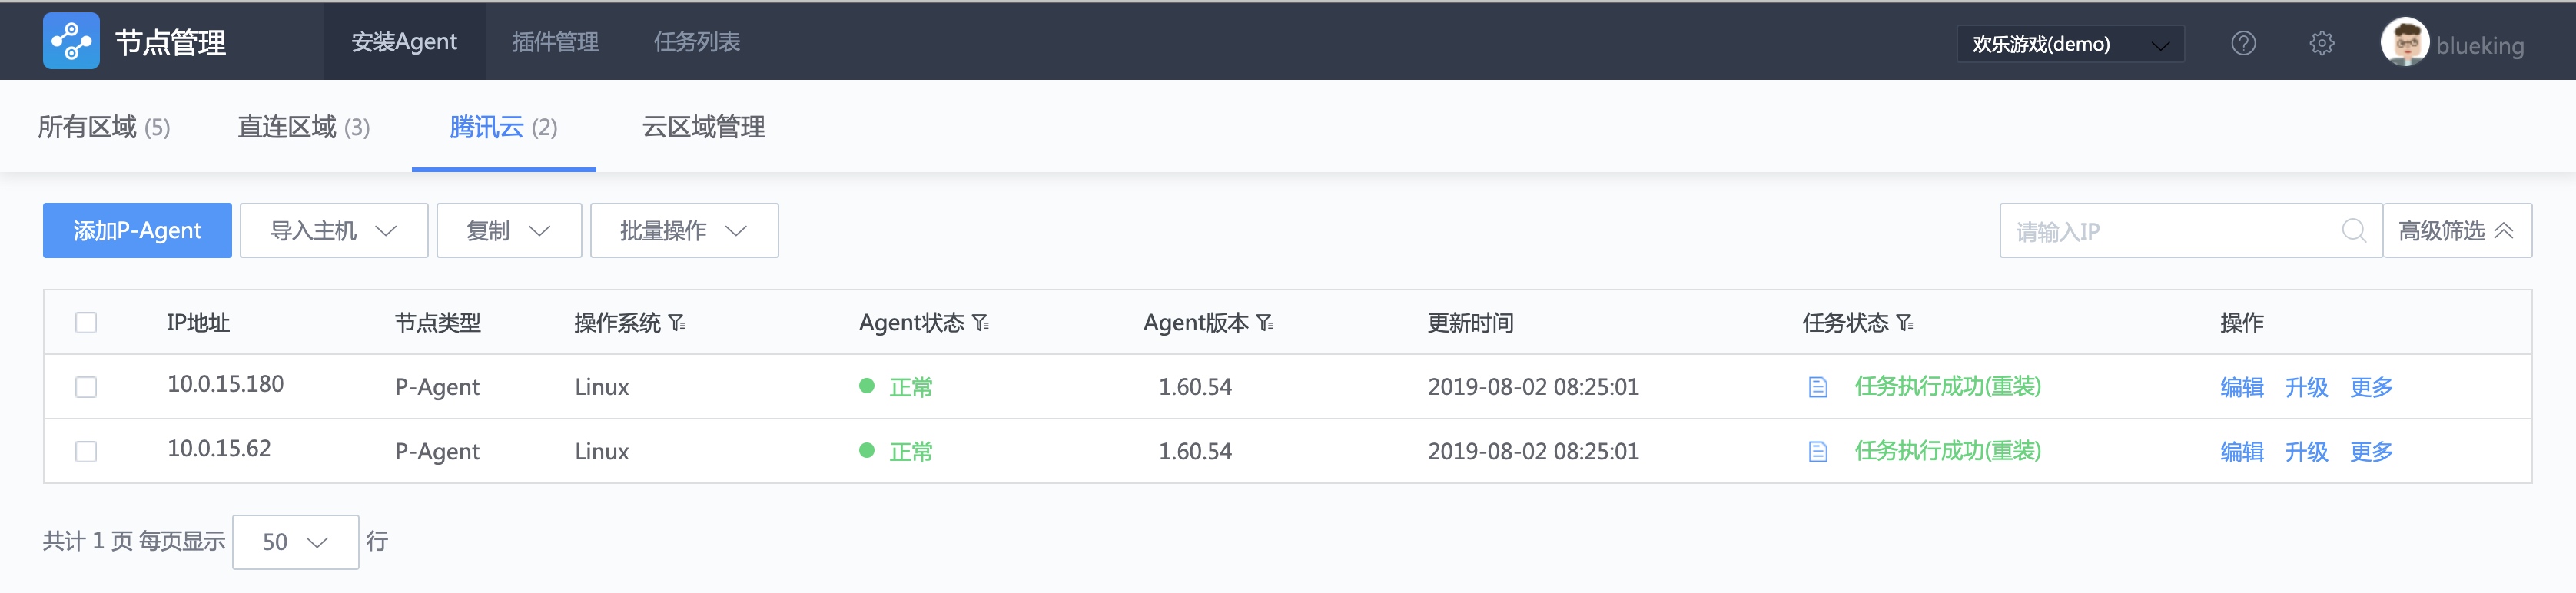 节点管理 安装Agent 插件管理 任务列表 欢乐游戏(demo) blueking
所有区域 (5) 直连区域 (3) 腾讯云 (2) 云区域管理
添加P-Agent 导入主机 复制 批量操作 请输入IP 高级筛选
IP地址 节点类型 操作系统 Agent状态 Agent版本 更新时间 任务状态 操作
10.0.15.180 P-Agent Linux 正常 1.60.54 2019-08-02 08:25:01 任务执行成功(重装) 编辑 升级 更多
10.0.15.62 P-Agent Linux 正常 1.60.54 2019-08-02 08:25:01 任务执行成功(重装) 编辑 升级 更多
共计 1 页 每页显示 50 行